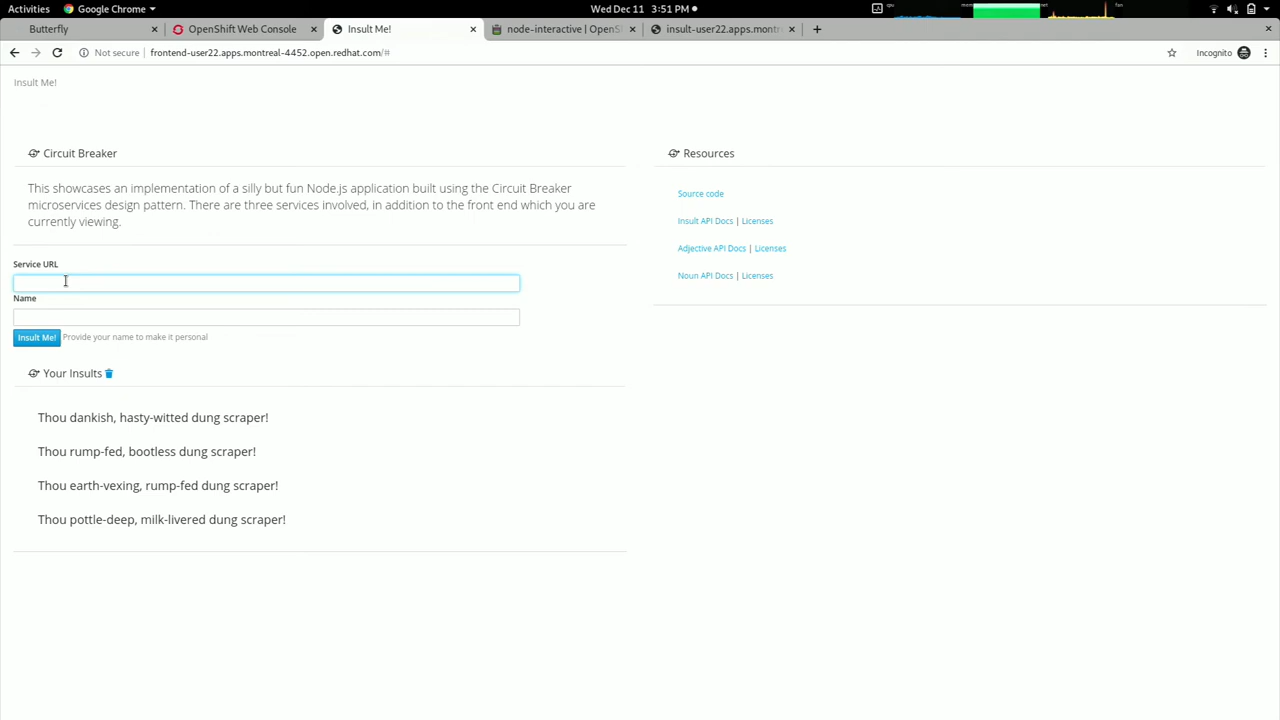 Activities
Google Chrome
Wed Dec 11 3:51 PM
cpu
net
fan
Butterfly
OpenShift Web Console
Insult Me!
node-interactive | OpenS
insult-user22.apps.mont
Not secure
frontend-user22.apps.montreal-4452.open.redhat.com/#
Incognito
Insult Me!
Circuit Breaker
This showcases an implementation of a silly but fun Node.js application built using the Circuit Breaker
microservices design pattern. There are three services involved, in addition to the front end which you are
currently viewing.
Service URL
Name
Insult Me!
Provide your name to make it personal
Your Insults
Thou dankish, hasty-witted dung scraper!
Thou rump-fed, bootless dung scraper!
Thou earth-vexing, rump-fed dung scraper!
Thou pottle-deep, milk-livered dung scraper!
Resources
Source code
Insult API Docs | Licenses
Adjective API Docs | Licenses
Noun API Docs | Licenses